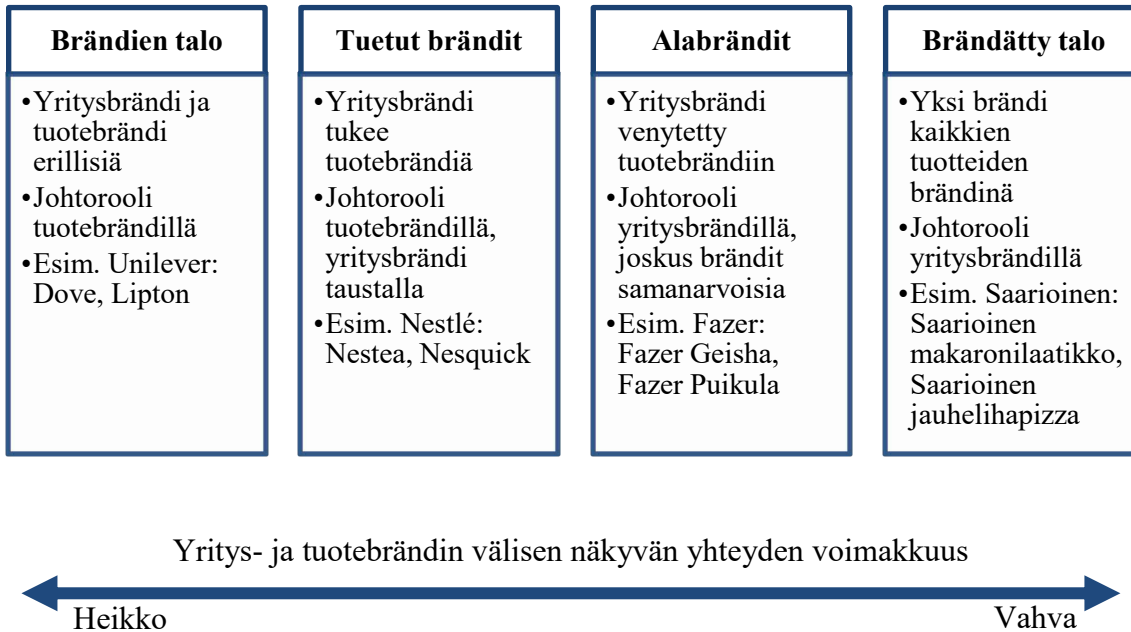 Brändien talo
•Yritysbrändi ja
tuotebrändi
erillisiä
•Johtorooli
tuotebrändillä
•Esim. Unilever:
Dove, Lipton
Tuetut brändit
•Yritysbrändi
tukee
tuotebrändiä
•Johtorooli
tuotebrändillä,
yritysbrändi
taustalla
•Esim. Nestlé:
Nestea, Nesquick
Alabrändit
•Yritysbrändi
venytetty
tuotebrändiin
•Johtorooli
yritysbrändillä,
joskus brändit
samanarvoisia
•Esim. Fazer:
Fazer Geisha,
Fazer Puikula
Brändätty talo
•Yksi brändi
kaikkien
tuotteiden
brändinä
•Johtorooli
yritysbrändillä
•Esim. Saarioinen:
Saarioinen
makaronilaatikko,
Saarioinen
jauhelihapizza
Yritys- ja tuotebrändin välisen näkyvän yhteyden voimakkuus
Heikko
Vahva